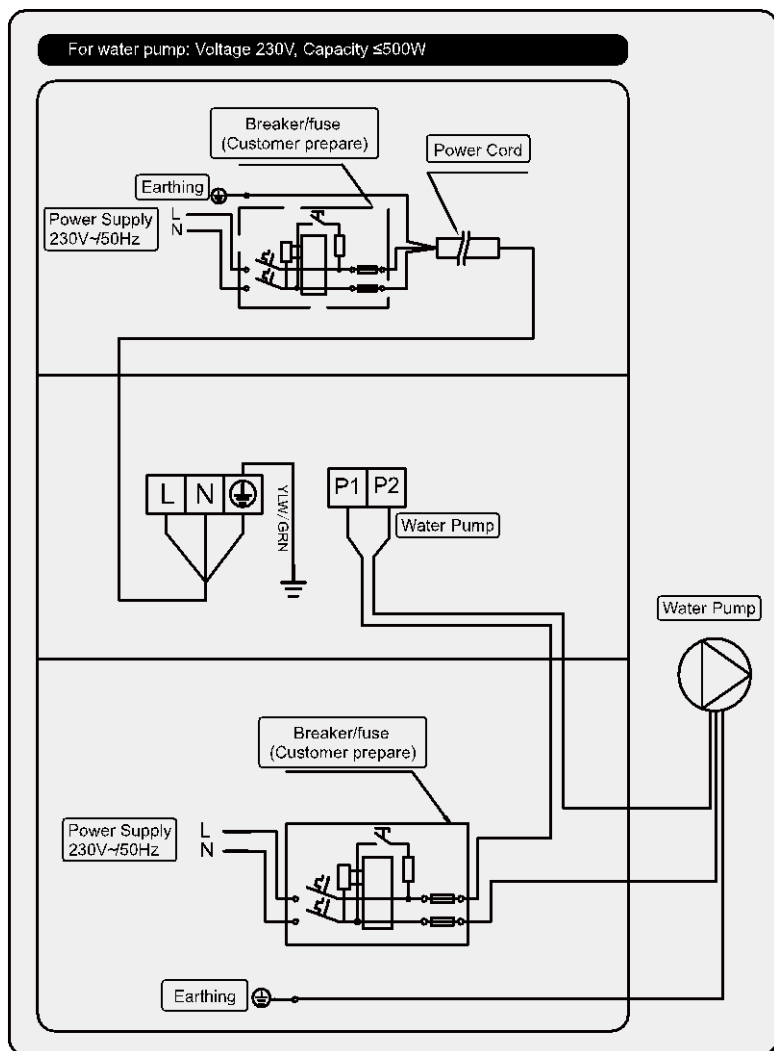 For water pump: Voltage 230V, Capacity ≤500W
Breaker/fuse
(Customer prepare)
Power Cord
Earthing
Power Supply
230V~/50Hz
L
N
L N
YLW/GRN
P1 P2
Water Pump
Water Pump
Breaker/fuse
(Customer prepare)
Power Supply
230V~/50Hz
L
N
Earthing